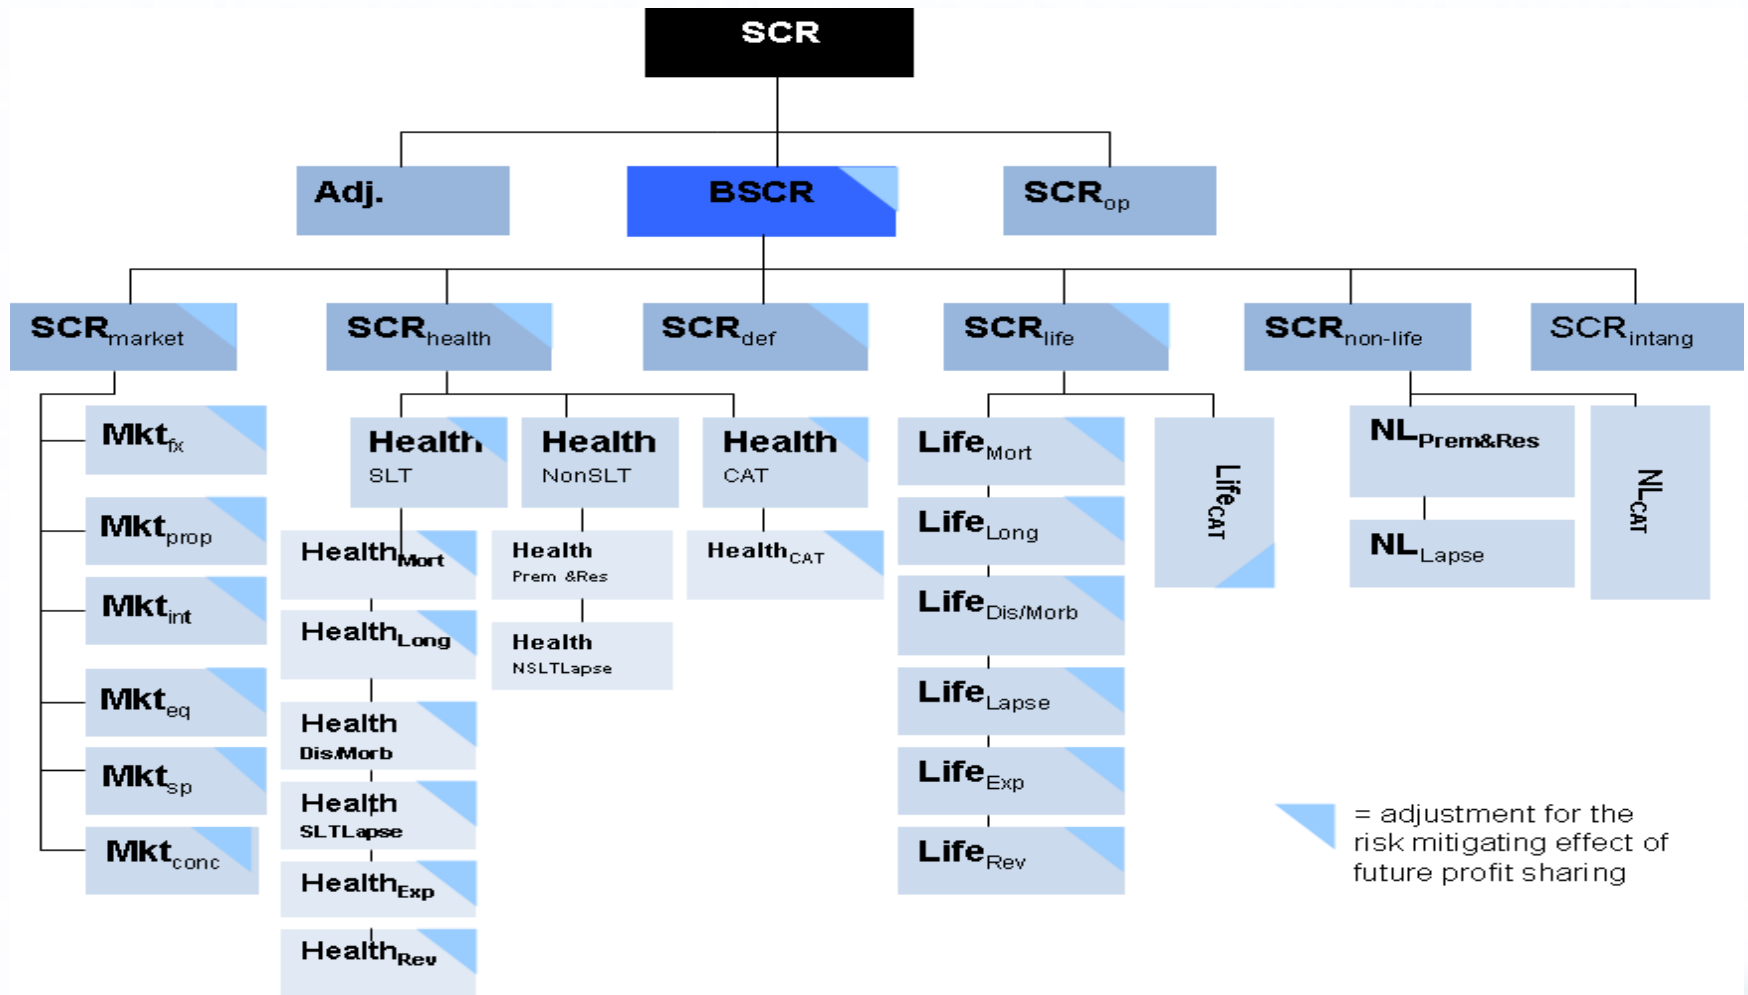 SCR
Adj.
BSCR
SCRop
SCRmarket
SCRhealth
SCRdef
SCRlife
SCRnon-life
SCRintang
Mktfx
Mktprop
Mktint
Mkteq
Mktsp
Mktconc
Health
SLT
HealthMort
HealthLong
Health
Dis/Morb
Health
SLTLapse
HealthExp
HealthRev
Health
NonSLT
Health
Prem &Res
Health
NSLTLapse
Health
CAT
HealthCAT
LifeMort
LifeLong
LifeDis/Morb
LifeLapse
LifeExp
LifeRev
LifeCAT
NLPrem&Res
NLLapse
NLCAT
= adjustment for the
risk mitigating effect of
future profit sharing